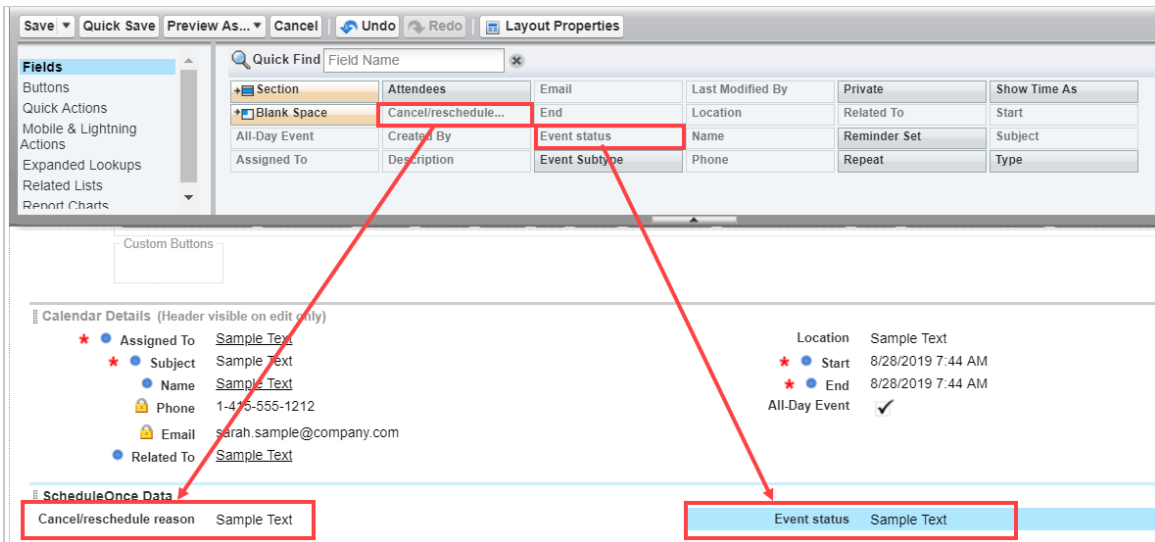 Save Quick Save Preview As... Cancel Undo Redo Layout Properties
Fields
Buttons
Quick Actions
Mobile & Lightning
Actions
Expanded Lookups
Related Lists
Report Charts
Quick Find Field Name
Section Attendees Email Last Modified By Private Show Time As
Blank Space Cancel/reschedule... End Location Related To Start
All-Day Event Created By Event status Name Reminder Set Subject
Assigned To Description Event Subtype Phone Repeat Type
Custom Buttons
Calendar Details (Header visible on edit only)
* Assigned To Sample Text Location Sample Text
* Subject Sample Text * Start 8/28/2019 7:44 AM
Name Sample Text * End 8/28/2019 7:44 AM
Phone 1-415-555-1212 All-Day Event
Email sarah.sample@company.com
Related To Sample Text
ScheduleOnce Data
Cancel/reschedule reason Sample Text Event status Sample Text